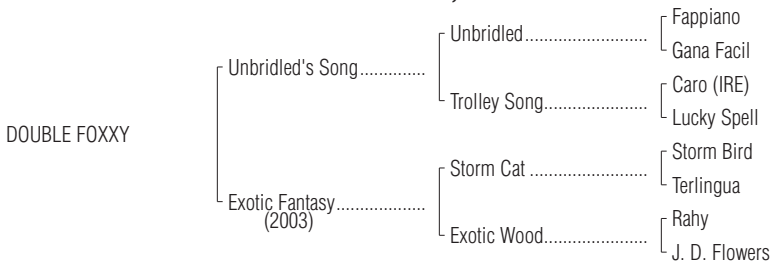 Fappiano
Unbridled..........................
Gana Facil
Unbridled's Song..............
Caro (IRE)
Trolley Song......................
Lucky Spell
DOUBLE FOXXY
Storm Bird
Storm Cat .........................
Terlingua
Exotic Fantasy...................
(2003)
Rahy
Exotic Wood......................
J. D. Flowers